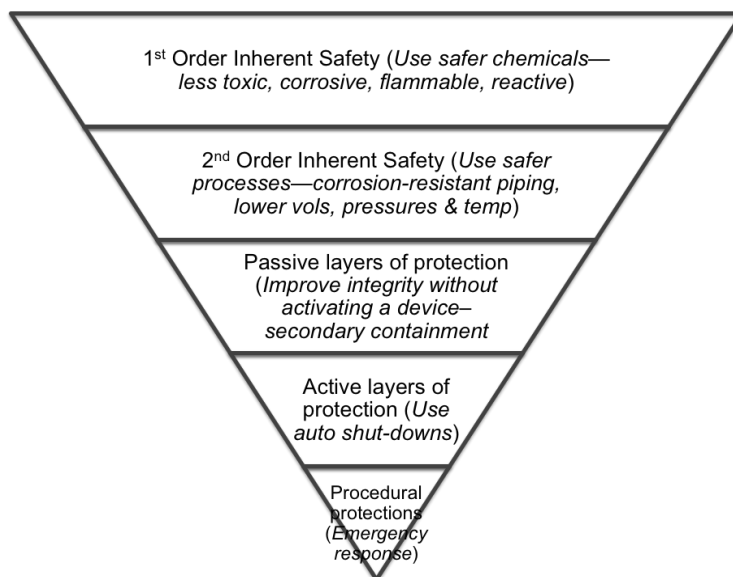 1st Order Inherent Safety (Use safer chemicals—
less toxic, corrosive, flammable, reactive)
2nd Order Inherent Safety (Use safer
processes—corrosion-resistant piping,
lower vols, pressures & temp)
Passive layers of protection
(Improve integrity without
activating a device–
secondary containment
Active layers of
protection (Use
auto shut-downs)
Procedural
protections
(Emergency
response)